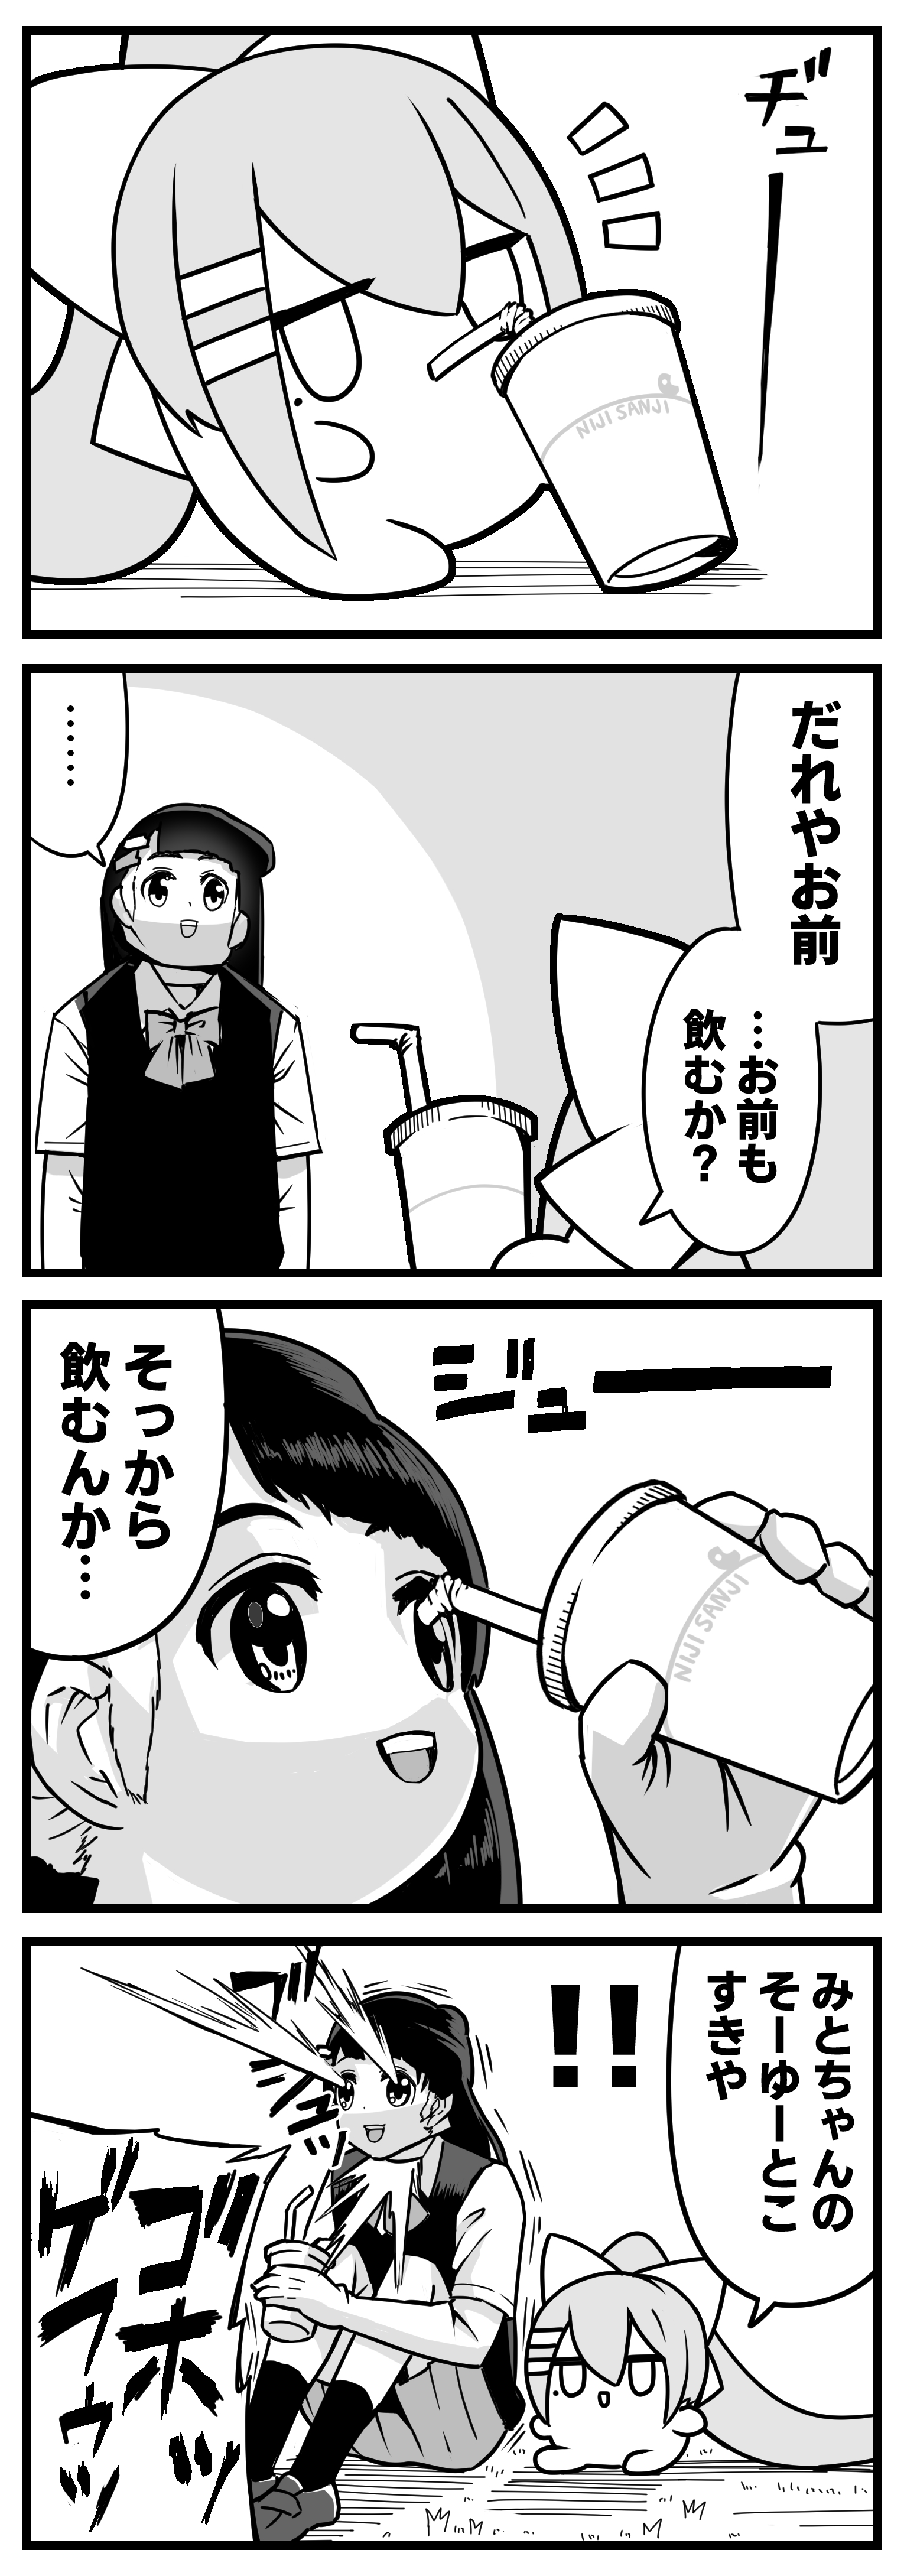 ヂュー
NIJI SANJI
だれやお前
…お前も
飲むか？
………
ジュー
そっから
飲むんか…
NIJI SANJI
みとちゃんの
そーゆーとこ
すきや
!!
ブシュッ
ゴホッ
ゲフゥッ